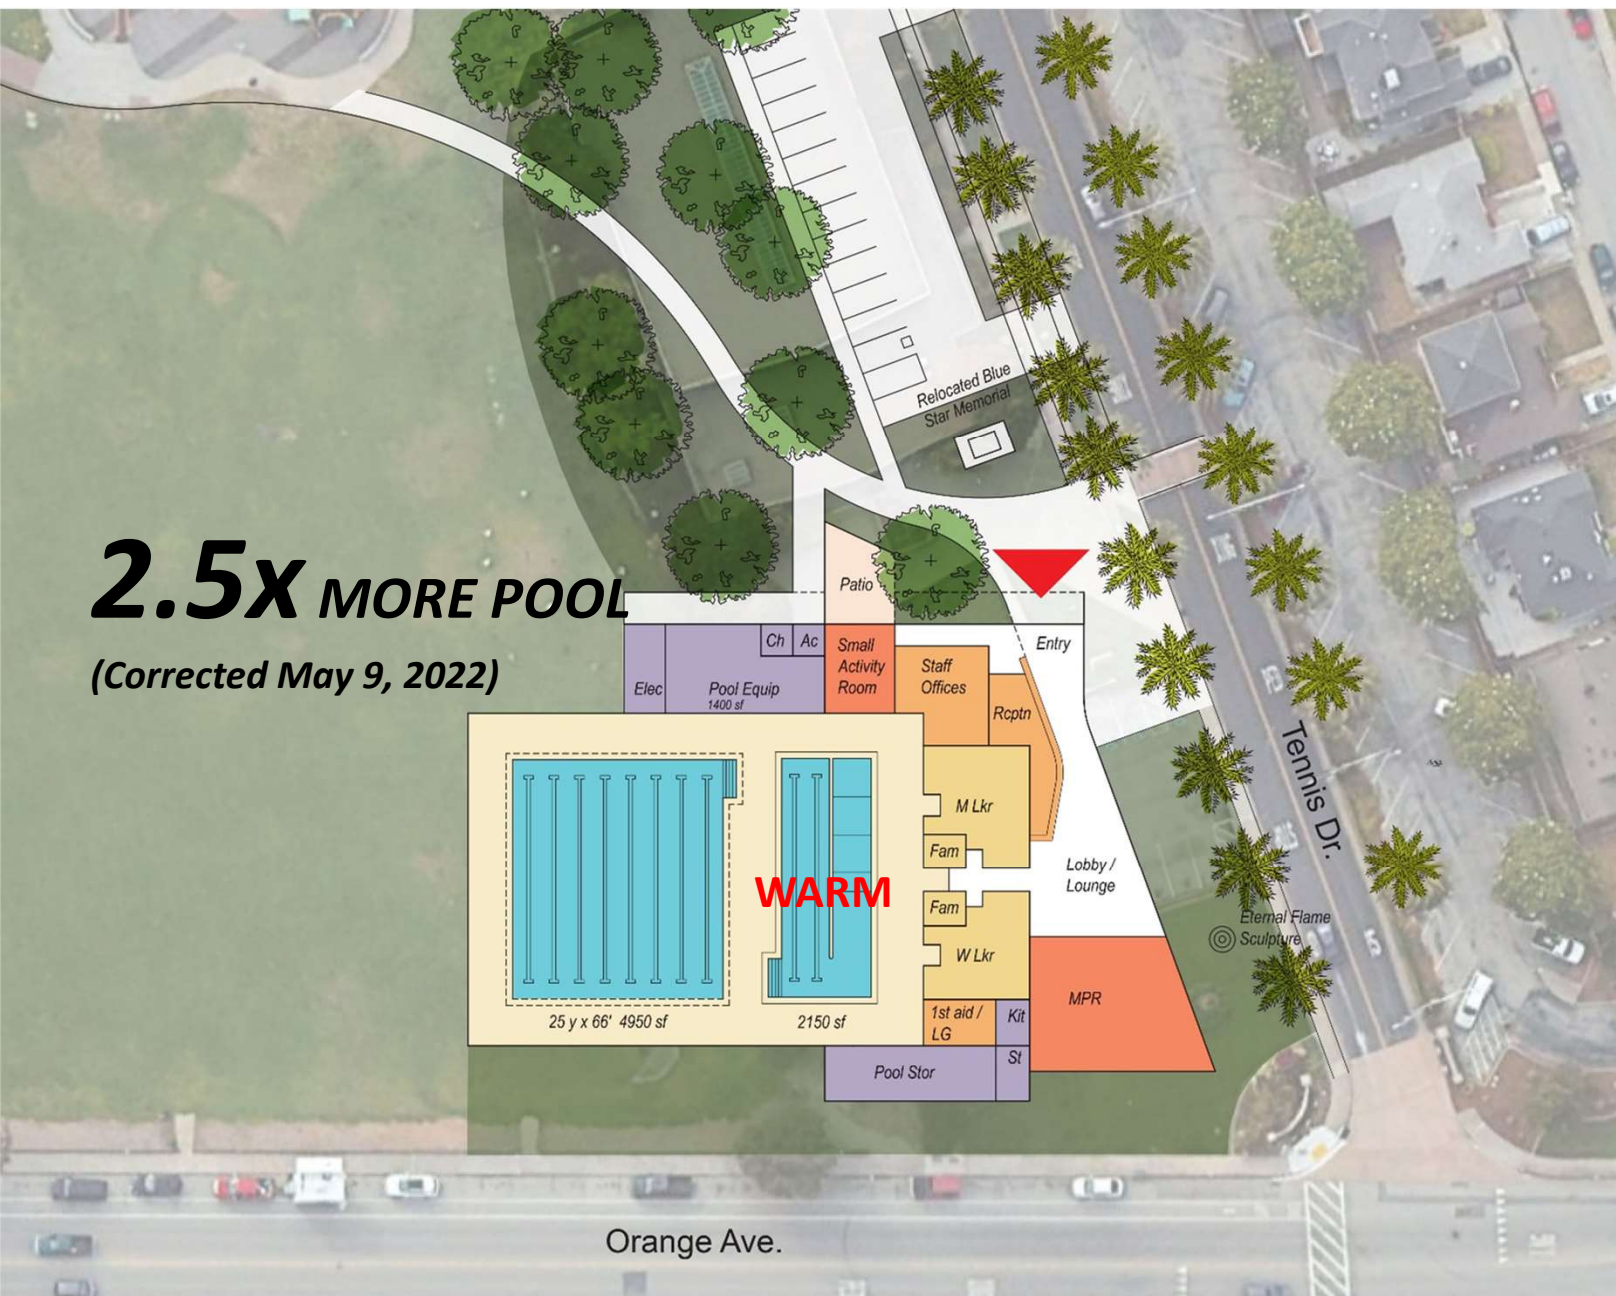 Relocated Blue
Star Memorial
2.5x MORE POOL
(Corrected May 9, 2022)
Patio
Entry
Ch
Ac
Small
Activity
Room
Staff
Offices
Elec
Pool Equip
1400 sf
Rcptn
Tennis Dr.
M Lkr
Fam
Lobby /
Lounge
WARM
Fam
Eternal Flame
Sculpture
W Lkr
MPR
25 y x 66' 4950 sf
2150 sf
1st aid /
LG
Kit
St
Pool Stor
Orange Ave.